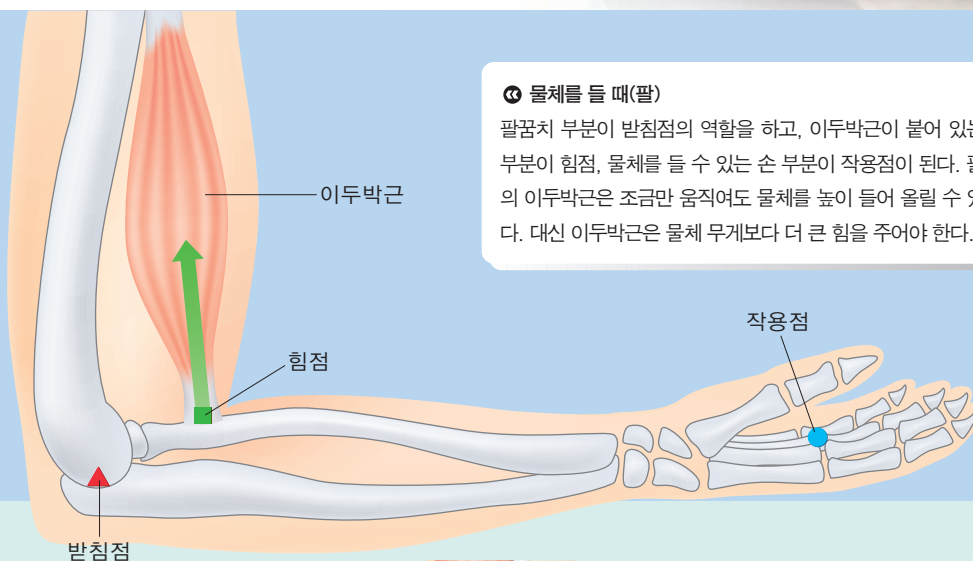 물체를 들 때(팔)
팔꿈치 부분이 받침점의 역할을 하고, 이두박근이 붙어 있는
부분이 힘점, 물체를 들 수 있는 손 부분이 작용점이 된다.
의 이두박근은 조금만 움직여도 물체를 높이 들어 올릴 수
다. 대신 이두박근은 물체 무게보다 더 큰 힘을 주어야 한다.
이두박근
작용점
힘점
받침점